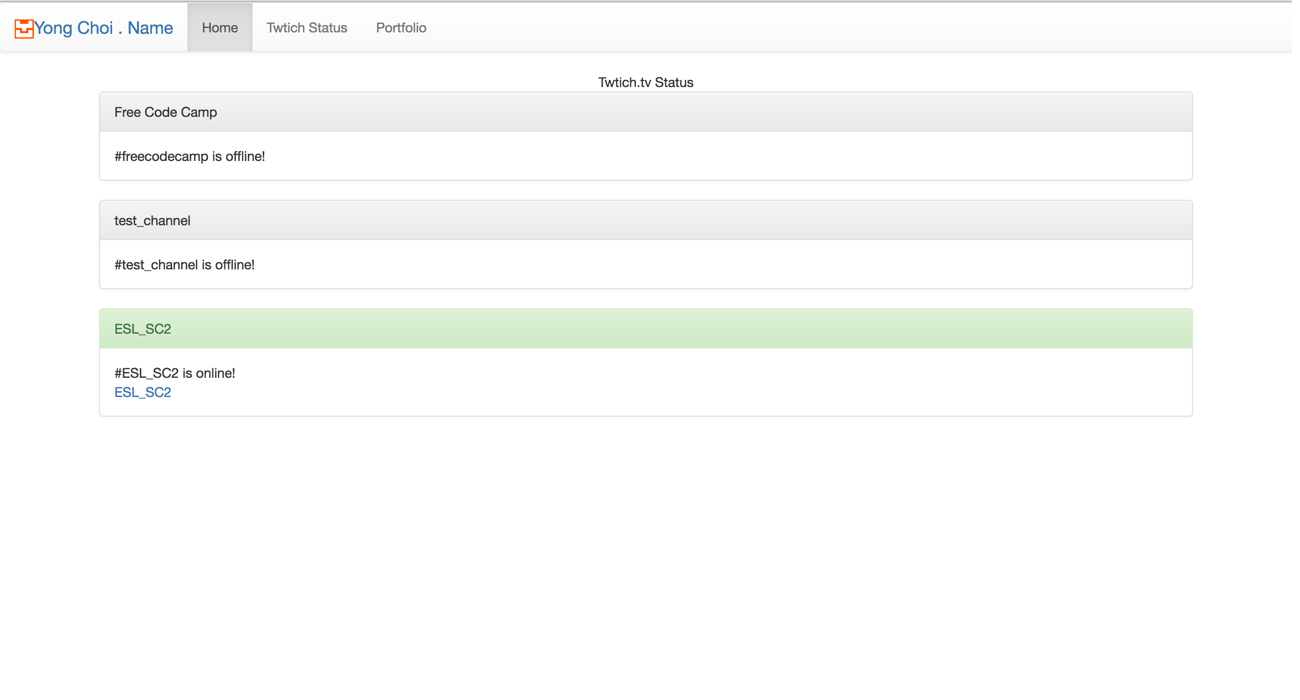 Yong Choi . Name Home Twtich Status Portfolio
Twtich.tv Status
Free Code Camp
#freecodecamp is offline!
test_channel
#test_channel is offline!
ESL_SC2
#ESL_SC2 is online!
ESL_SC2